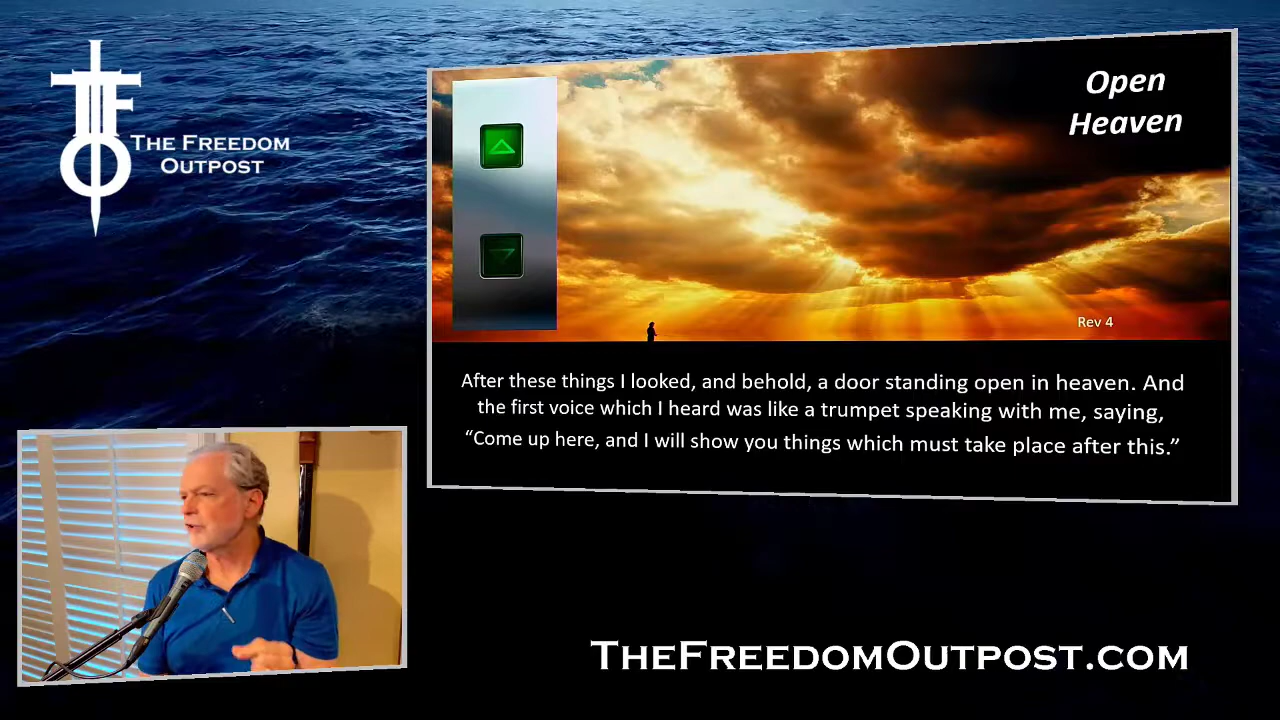 THE FREEDOM
OUTPOST
Open
Heaven
Rev 4
After these things I looked, and behold, a door standing open in heaven. And
the first voice which I heard was like a trumpet speaking with me, saying,
“Come up here, and I will show you things which must take place after this.”
THEFREEDOMOUTPOST.COM